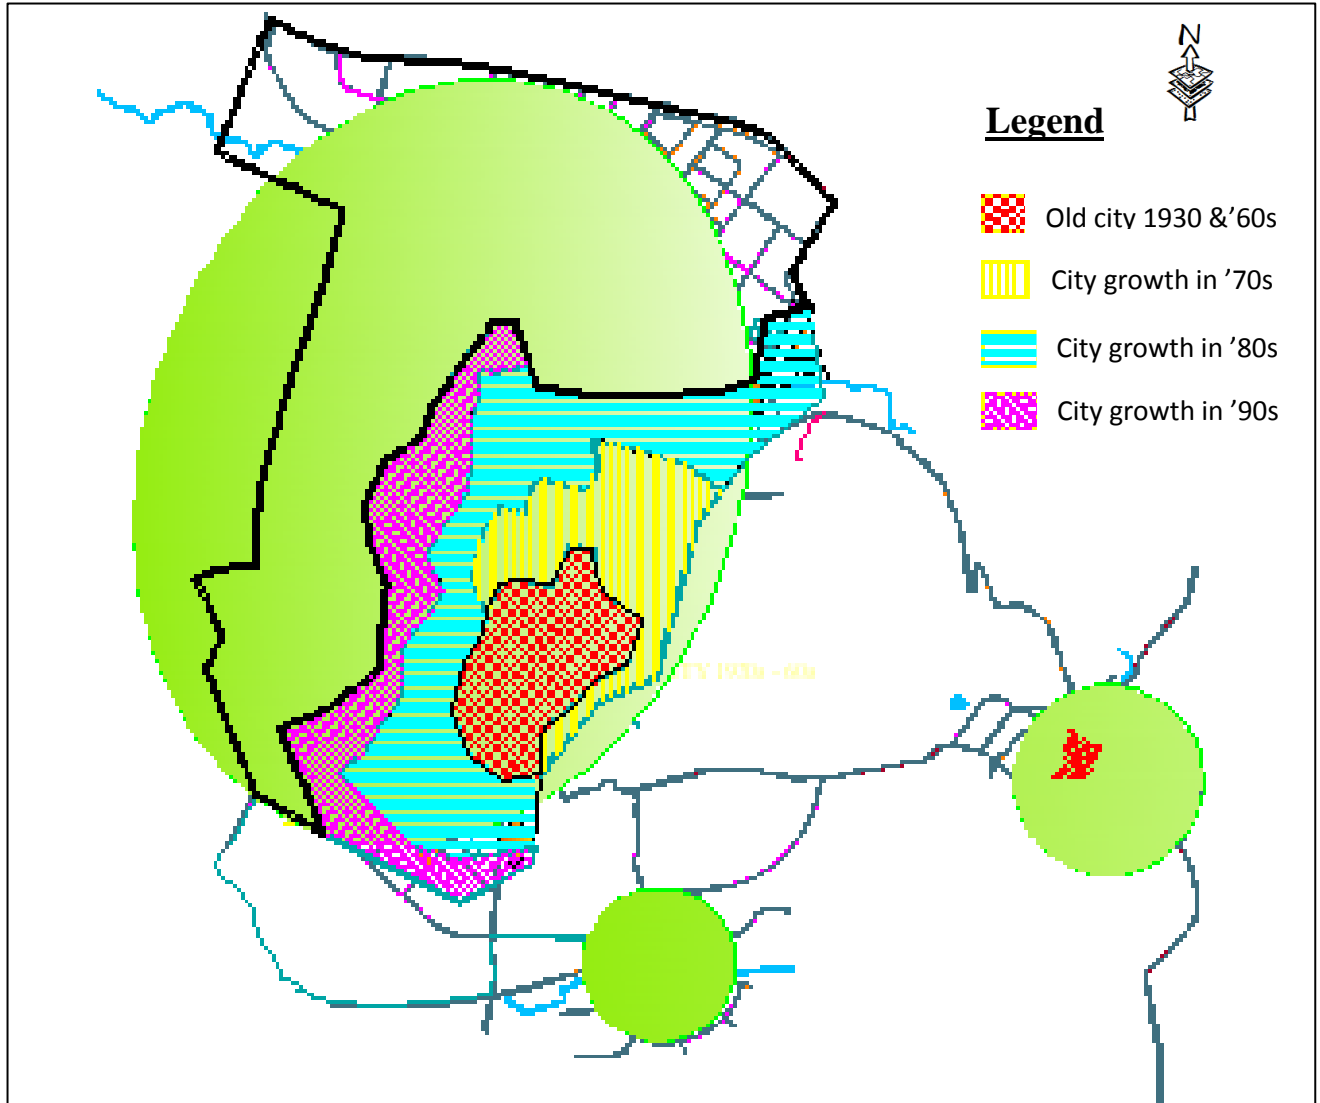 N
Legend
Old city 1930 &’60s
City growth in ’70s
City growth in ’80s
City growth in ’90s